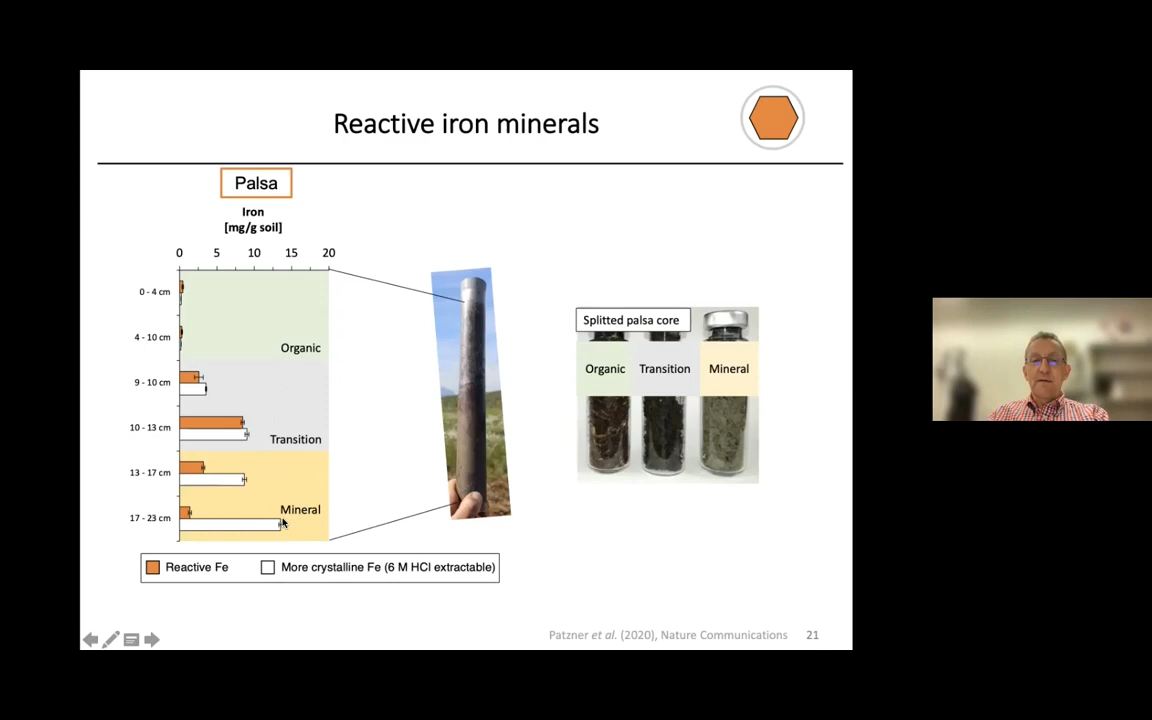 Reactive iron minerals
Palsa
Iron
[mg/g soil]
0 5 10 15 20
0 - 4 cm
4 - 10 cm
Organic
9 - 10 cm
10 - 13 cm
Transition
13 - 17 cm
Mineral
17 - 23 cm
Reactive Fe
More crystalline Fe (6 M HCl extractable)
Splitted palsa core
Organic Transition Mineral
Patzner et al. (2020), Nature Communications 21